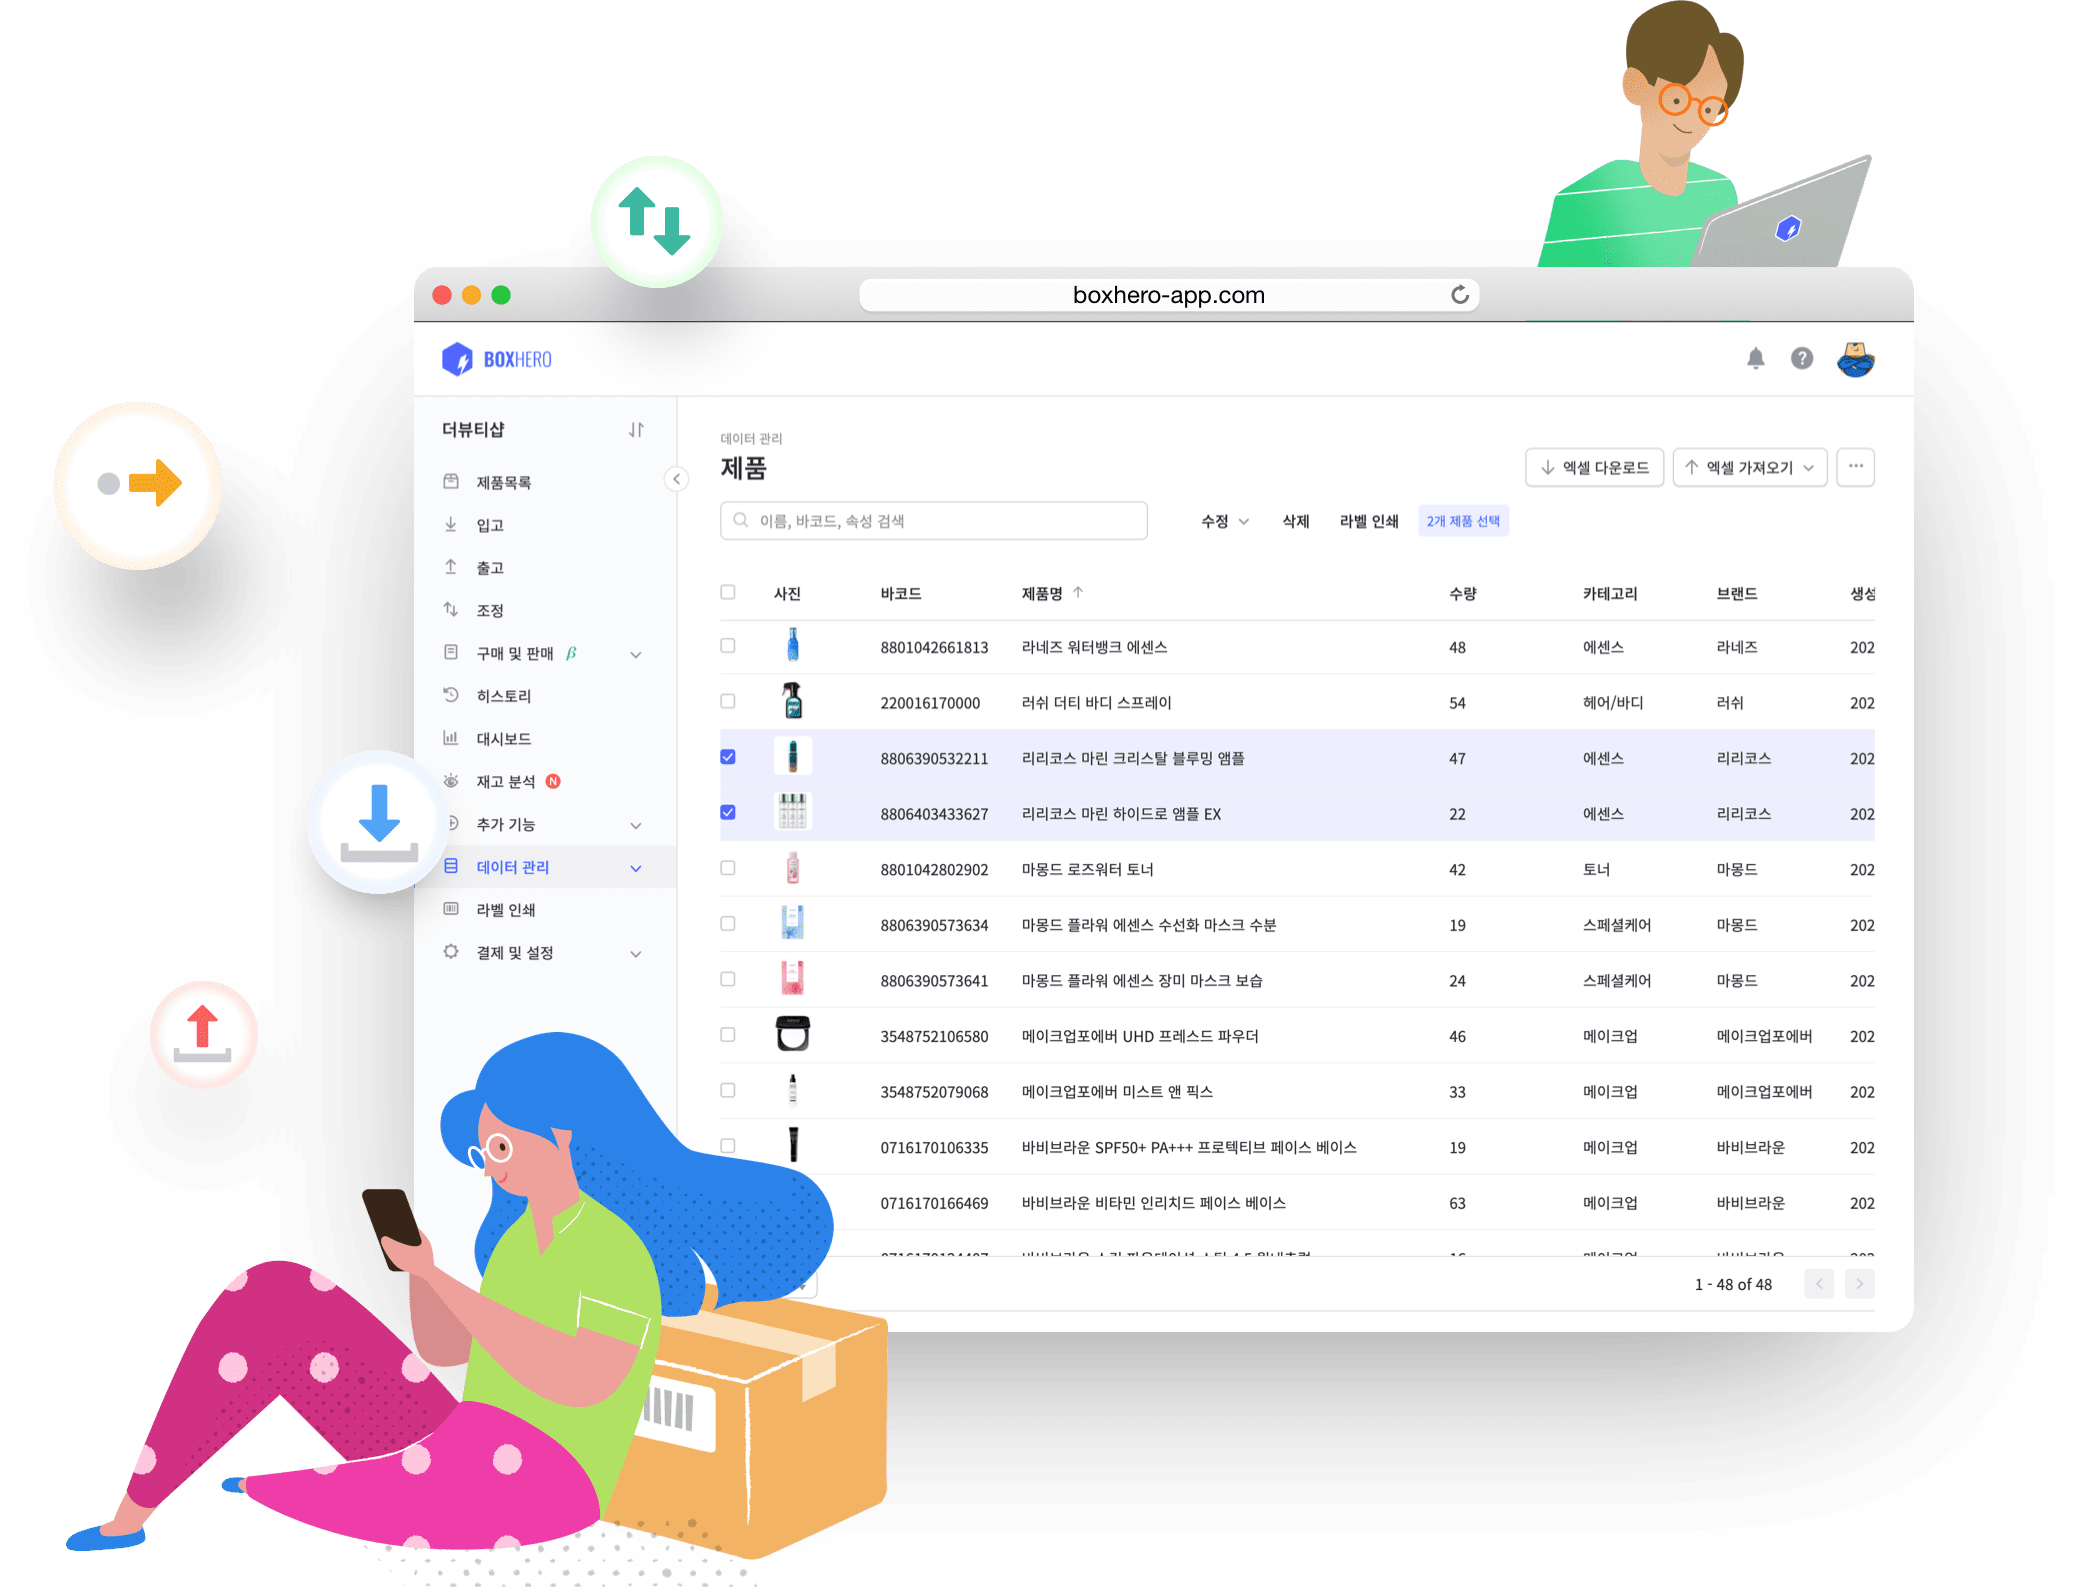 boxhero-app.com
BOXHERO
더뷰티샵
제품목록
입고
출고
조정
구매 및 판매 β
히스토리
대시보드
재고 분석 N
추가 기능
데이터 관리
라벨 인쇄
결제 및 설정
데이터 관리
제품
엑셀 다운로드 엑셀 가져오기 ...
이름, 바코드, 속성 검색 수정 삭제 라벨 인쇄 2개 제품 선택
사진 바코드 제품명 수량 카테고리 브랜드 생성
8801042661813 라네즈 워터뱅크 에센스 48 에센스 라네즈 202
220016170000 러쉬 더티 바디 스프레이 54 헤어/바디 러쉬 202
8806390532211 리리코스 마린 크리스탈 블루밍 앰플 47 에센스 리리코스 202
8806403433627 리리코스 마린 하이드로 앰플 EX 22 에센스 리리코스 202
8801042802902 마몽드 로즈워터 토너 42 토너 마몽드 202
8806390573634 마몽드 플라워 에센스 수선화 마스크 수분 19 스페셜케어 마몽드 202
8806390573641 마몽드 플라워 에센스 장미 마스크 보습 24 스페셜케어 마몽드 202
3548752106580 메이크업포에버 UHD 프레스드 파우더 46 메이크업 메이크업포에버 202
3548752079068 메이크업포에버 미스트 앤 픽스 33 메이크업 메이크업포에버 202
0716170106335 바비브라운 SPF50+ PA+++ 프로텍티브 페이스 베이스 19 메이크업 바비브라운 202
0716170166469 바비브라운 비타민 인리치드 페이스 베이스 63 메이크업 바비브라운 202
1 - 48 of 48